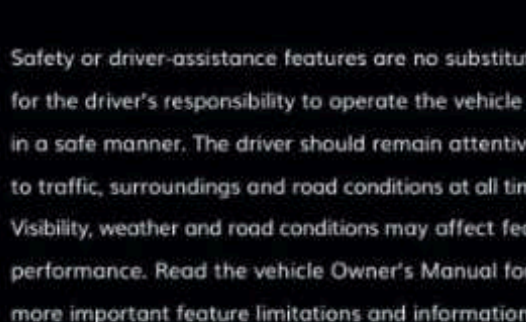 Safety or driver-assistance features are no substitu
for the driver's responsibility to operate the vehicle
in a safe manner. The driver should remain attentiv
to traffic, surroundings and road conditions at all tim
Visibility, weather and road conditions may affect fea
performance. Read the vehicle Owner's Manual for
more important feature limitations and information